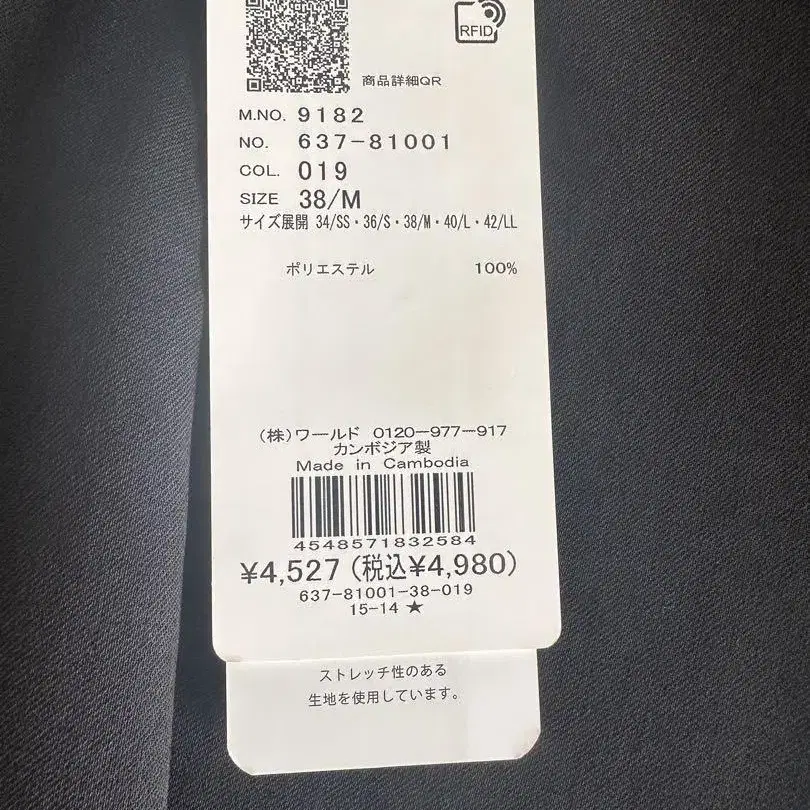 RFID
商品詳細QR
M.NO. 9182
NO. 637-81001
COL. 019
SIZE 38/M
サイズ展開 34/SS・36/S・38/M・40/L・42/LL
ポリエステル 100%
(株)ワールド 0120-977-917
カンボジア製
Made in Cambodia
4548571832584
¥4,527(税込¥4,980)
637-81001-38-019
15-14 ★
ストレッチ性のある
生地を使用しています。